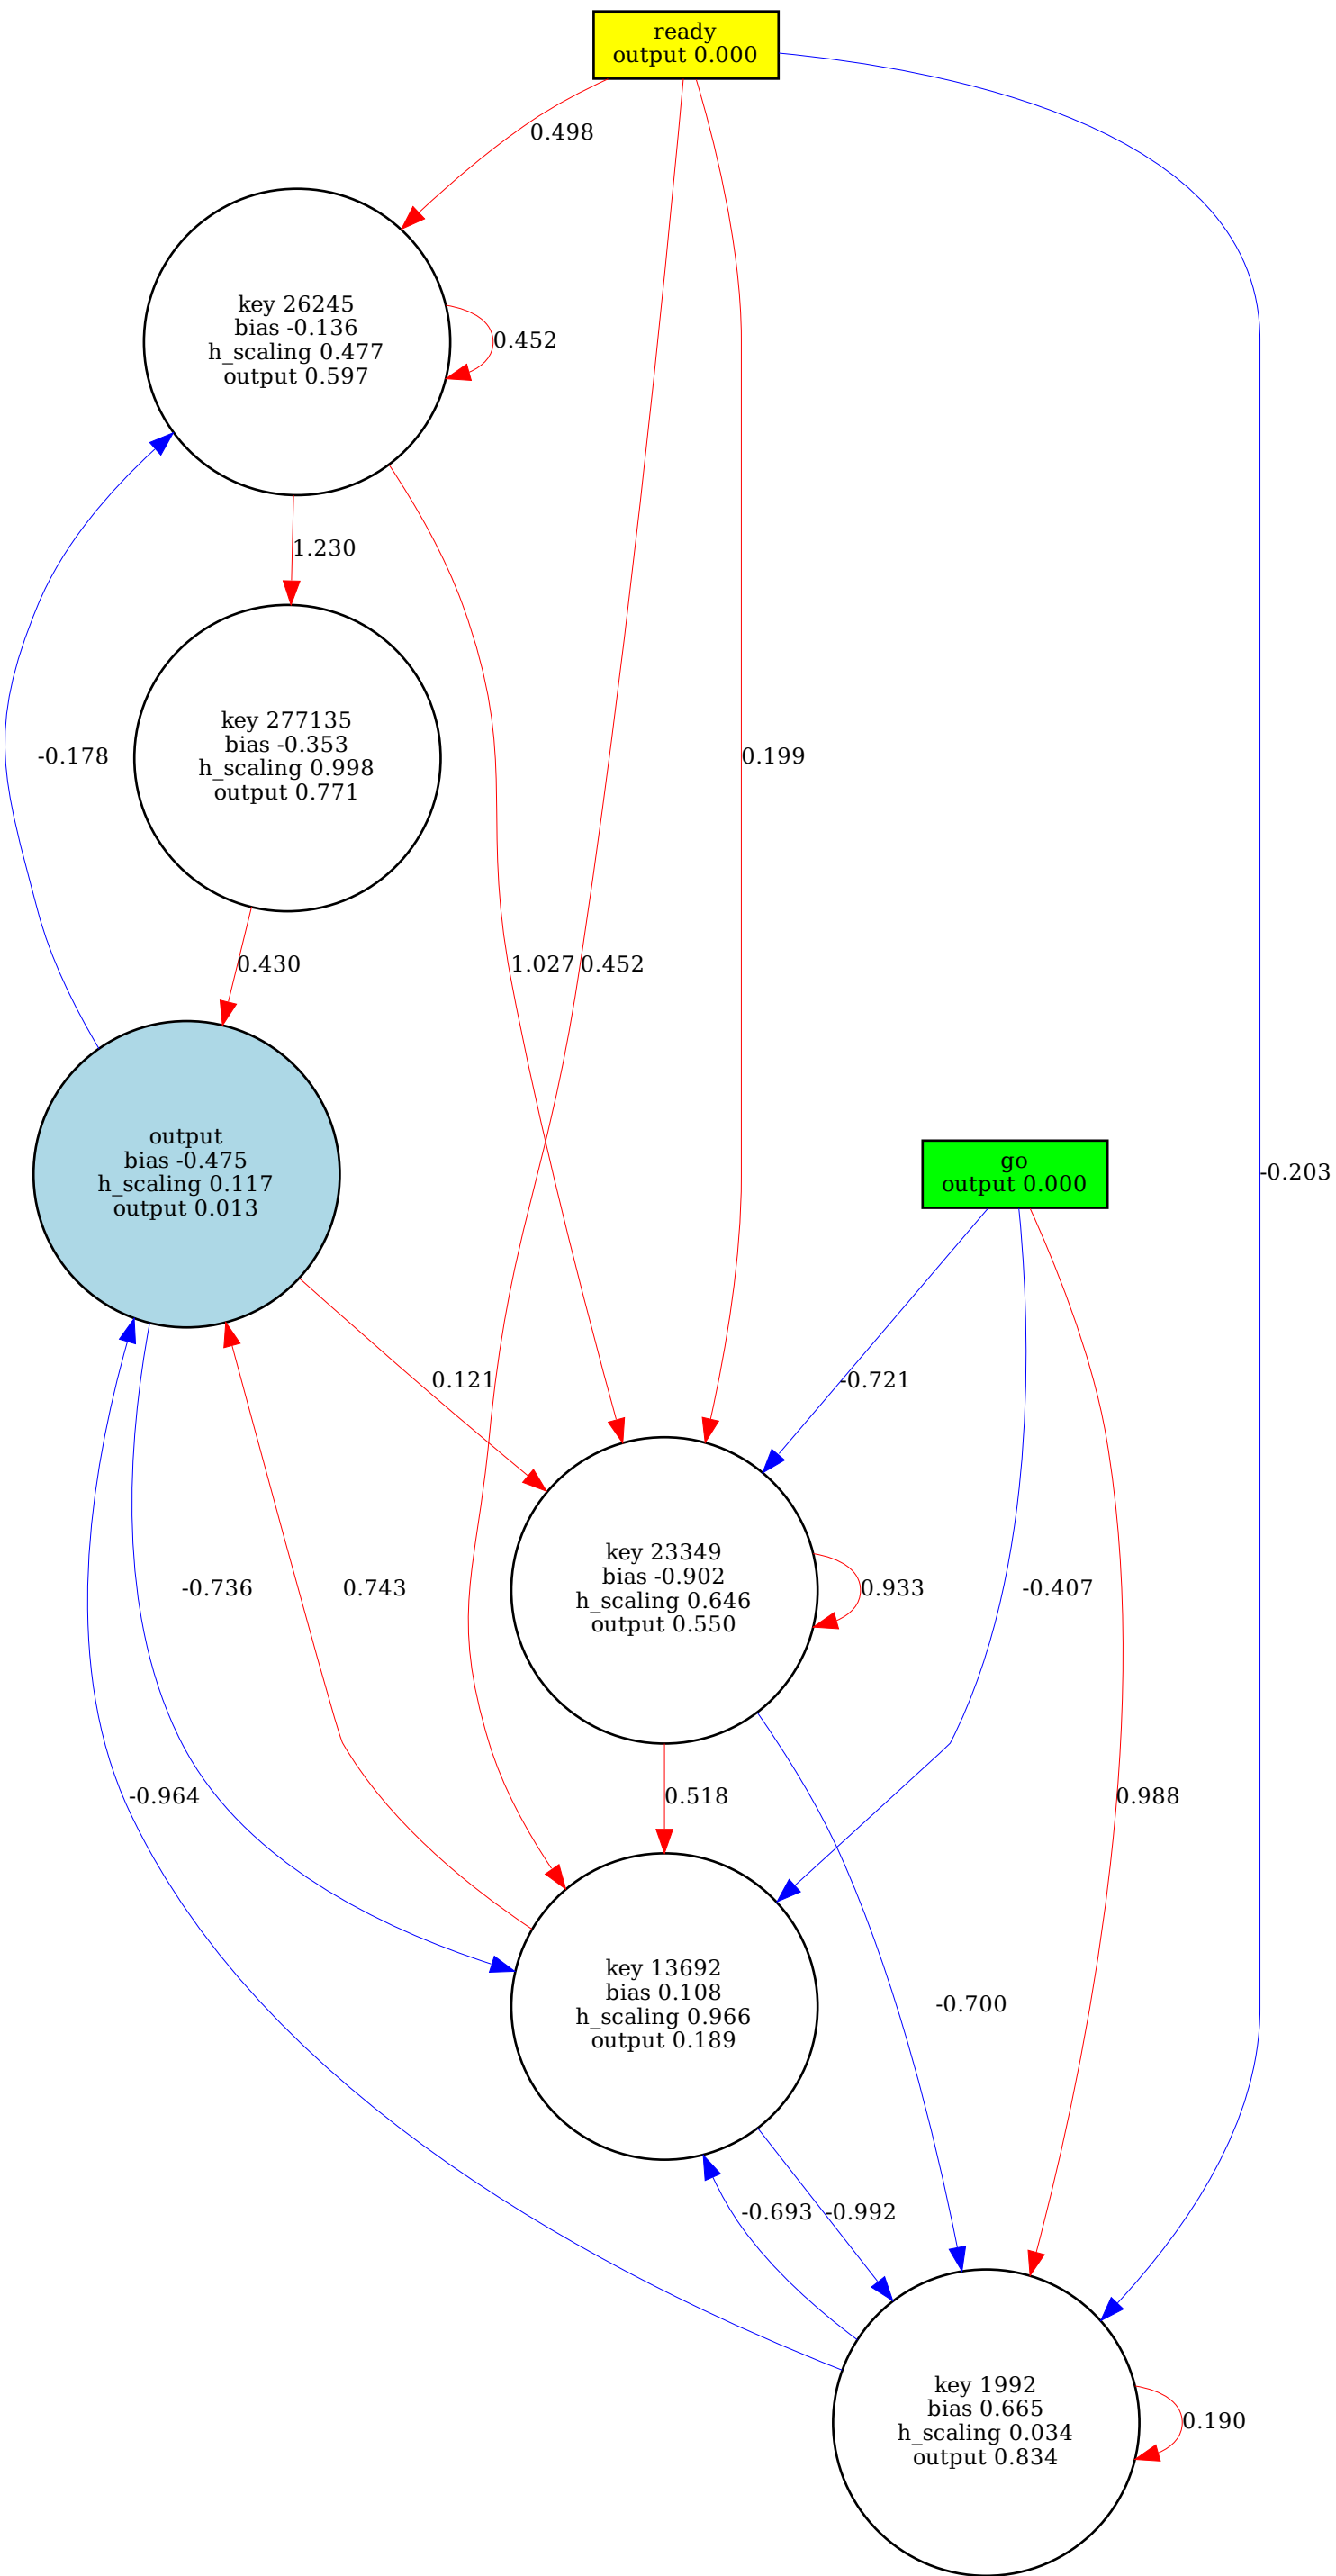 ready
output 0.000
0.498
key 26245
bias -0.136
h_scaling 0.477
output 0.597
0.452
1.230
key 277135
bias -0.353
h_scaling 0.998
output 0.771
-0.178
0.199
0.430
1.027
0.452
output
bias -0.475
h_scaling 0.117
output 0.013
go
output 0.000
-0.203
0.121
-0.721
key 23349
bias -0.902
h_scaling 0.646
output 0.550
0.933
-0.736
0.743
-0.407
-0.964
0.518
0.988
key 13692
bias 0.108
h_scaling 0.966
output 0.189
-0.700
-0.693
-0.992
key 1992
bias 0.665
h_scaling 0.034
output 0.834
0.190